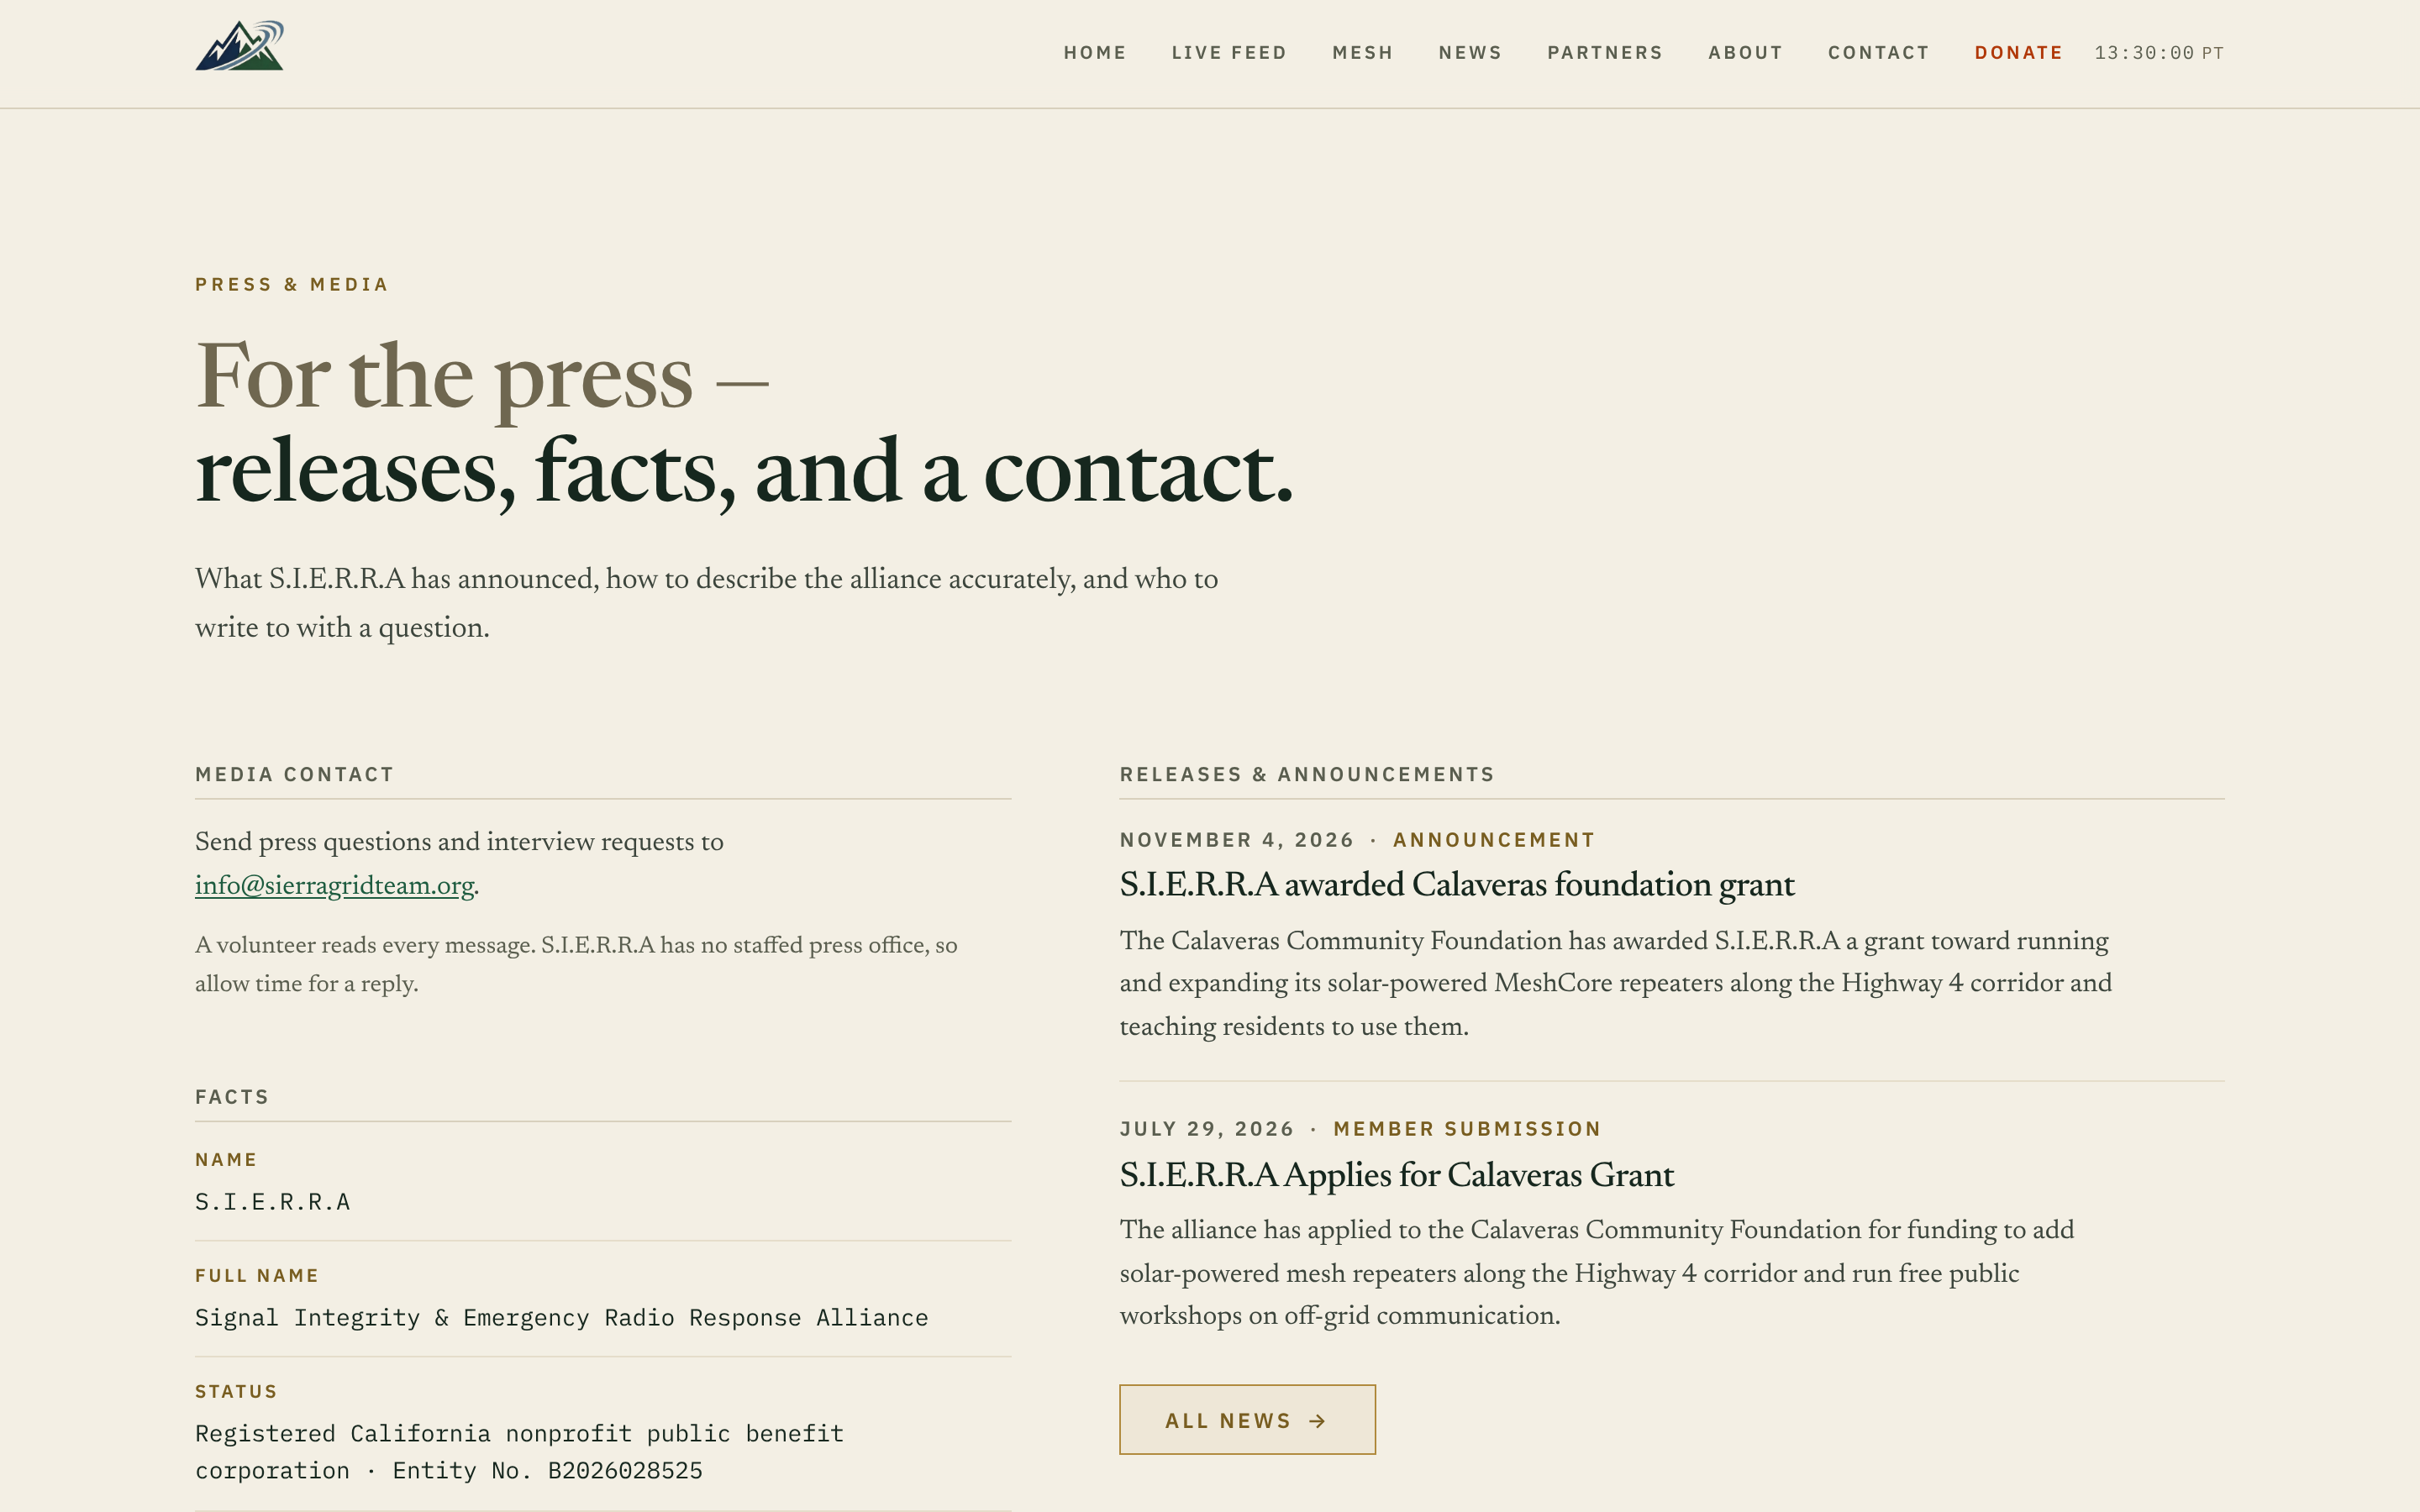 HOME LIVE FEED MESH NEWS PARTNERS ABOUT CONTACT DONATE 13:30:00 PT
PRESS & MEDIA
For the press —
releases, facts, and a contact.
What S.I.E.R.R.A has announced, how to describe the alliance accurately, and who to
write to with a question.
MEDIA CONTACT
Send press questions and interview requests to
info@sierragridteam.org.
A volunteer reads every message. S.I.E.R.R.A has no staffed press office, so
allow time for a reply.
FACTS
NAME
S.I.E.R.R.A
FULL NAME
Signal Integrity & Emergency Radio Response Alliance
STATUS
Registered California nonprofit public benefit
corporation · Entity No. B2026028525
RELEASES & ANNOUNCEMENTS
NOVEMBER 4, 2026 · ANNOUNCEMENT
S.I.E.R.R.A awarded Calaveras foundation grant
The Calaveras Community Foundation has awarded S.I.E.R.R.A a grant toward running
and expanding its solar-powered MeshCore repeaters along the Highway 4 corridor and
teaching residents to use them.
JULY 29, 2026 · MEMBER SUBMISSION
S.I.E.R.R.A Applies for Calaveras Grant
The alliance has applied to the Calaveras Community Foundation for funding to add
solar-powered mesh repeaters along the Highway 4 corridor and run free public
workshops on off-grid communication.
ALL NEWS →